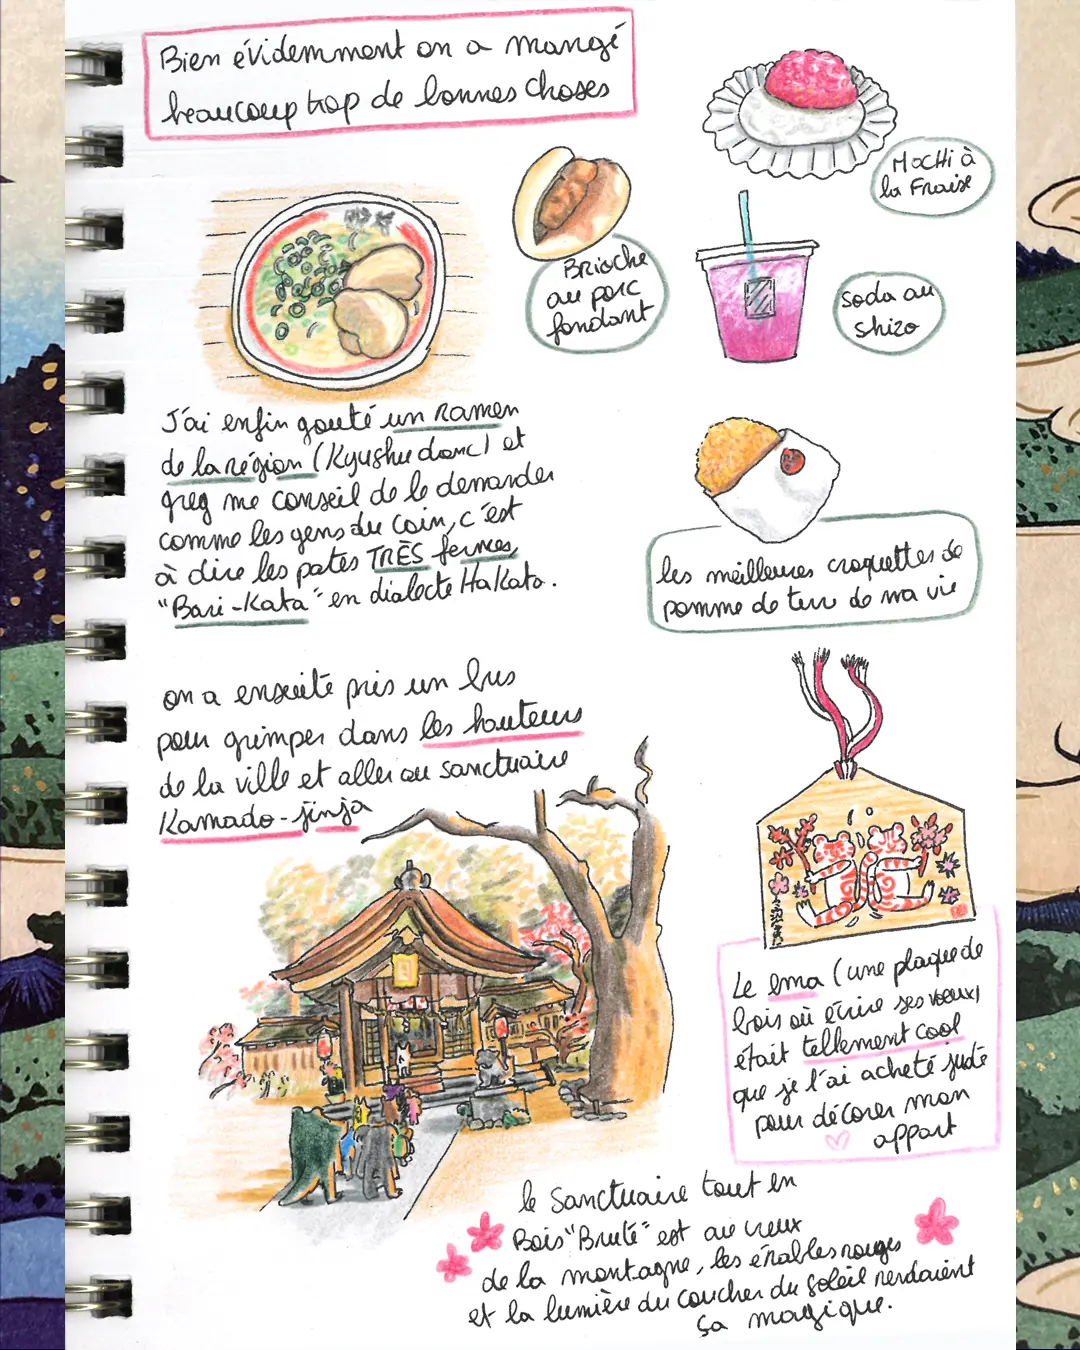 Bien évidemment on a mangé
beaucoup trop de bonnes choses
Mochi à
la Fraise
Brioche
au porc
fondant
Soda au
shizo
J'ai enfin gouté un Ramen
de la région (Kyushu donc) et
greg me conseil de le demander
comme les gens du coin, c'est
à dire les pates TRÈS fermes,
"Bari-Kata" en dialecte Hakata.
les meilleures croquettes de
pomme de terre de ma vie
on a ensuite pris un bus
pour grimper dans les hauteurs
de la ville et aller au sanctuaire
Kamado-jinja
Le ema (une plaque de
bois où écrire ses voeux)
était tellement cool
que je l'ai acheté juste
pour décorer mon
appart
le Sanctuaire tout en
Bois "Brute" est au creux
de la montagne, les érables rouges
et la lumière du coucher du soleil rendaient
ça magique.